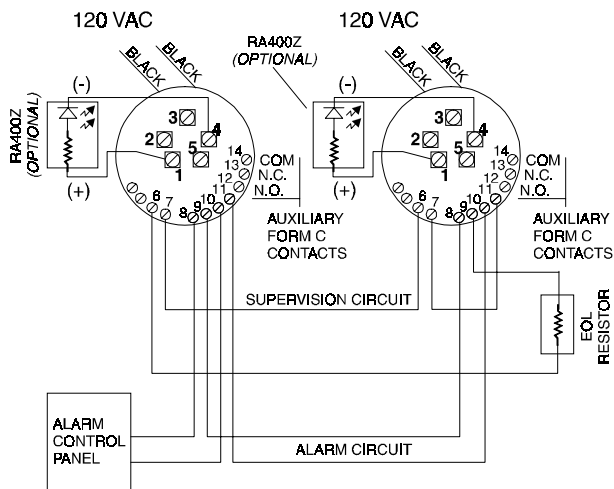 120 VAC
120 VAC
BLACK
BLACK
RA400Z
(OPTIONAL)
BLACK
BLACK
RA400Z
(OPTIONAL)
(-)
(+)
3
2
4
5
1
14
13
12
11
10
9
8
7
6
COM
N.C.
N.O.
AUXILIARY
FORM C
CONTACTS
(-)
(+)
3
2
4
5
1
14
13
12
11
10
9
8
7
6
COM
N.C.
N.O.
AUXILIARY
FORM C
CONTACTS
SUPERVISION CIRCUIT
EOL
RESISTOR
ALARM
CONTROL
PANEL
ALARM CIRCUIT